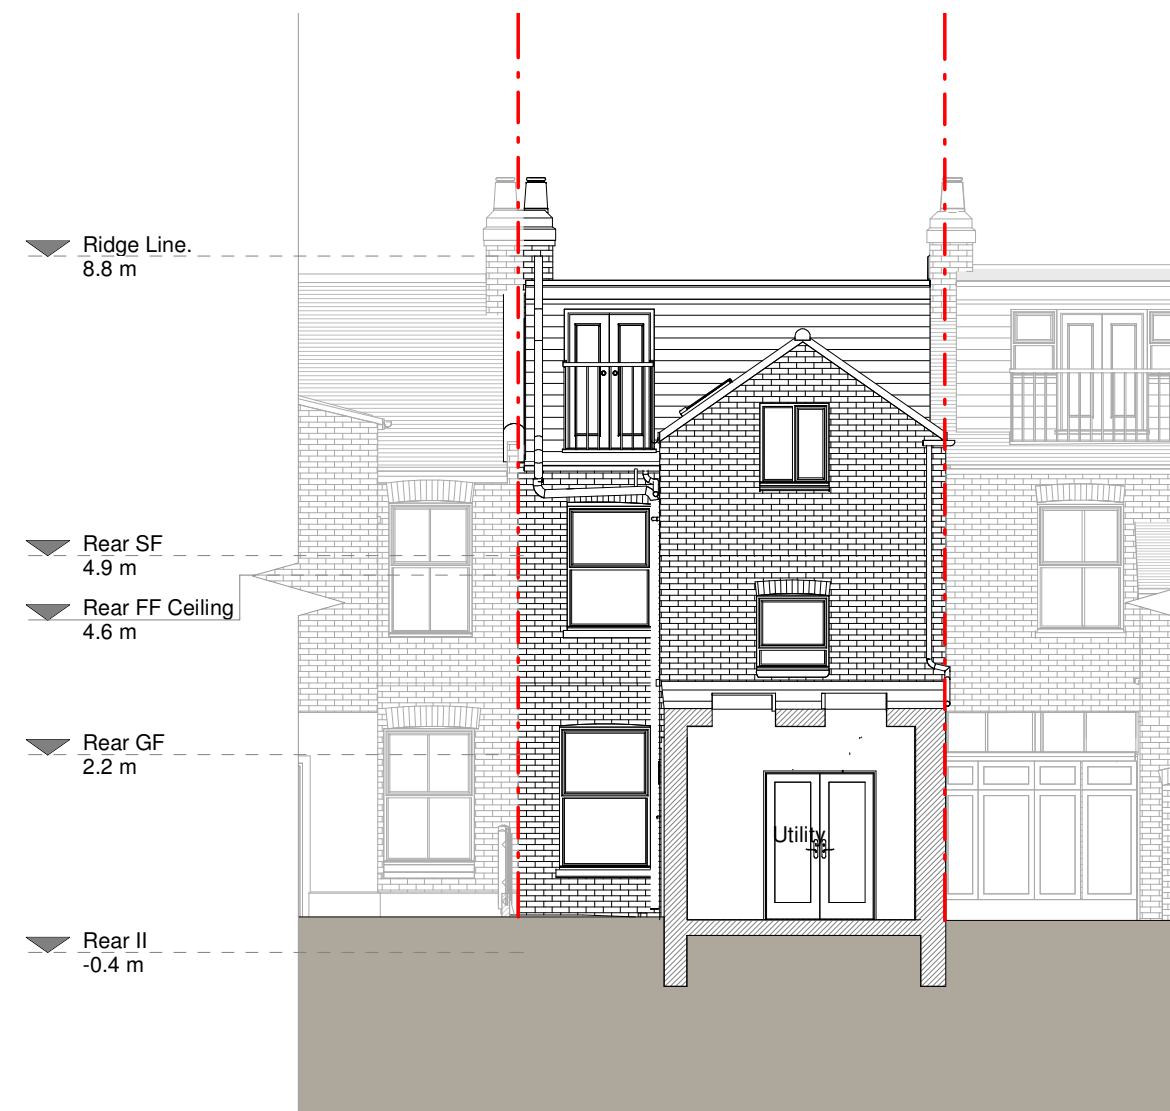 Ridge Line.
8.8 m
Rear SF
4.9 m
Rear FF Ceiling
4.6 m
Rear GF
2.2 m
Utility
Rear II
-0.4 m